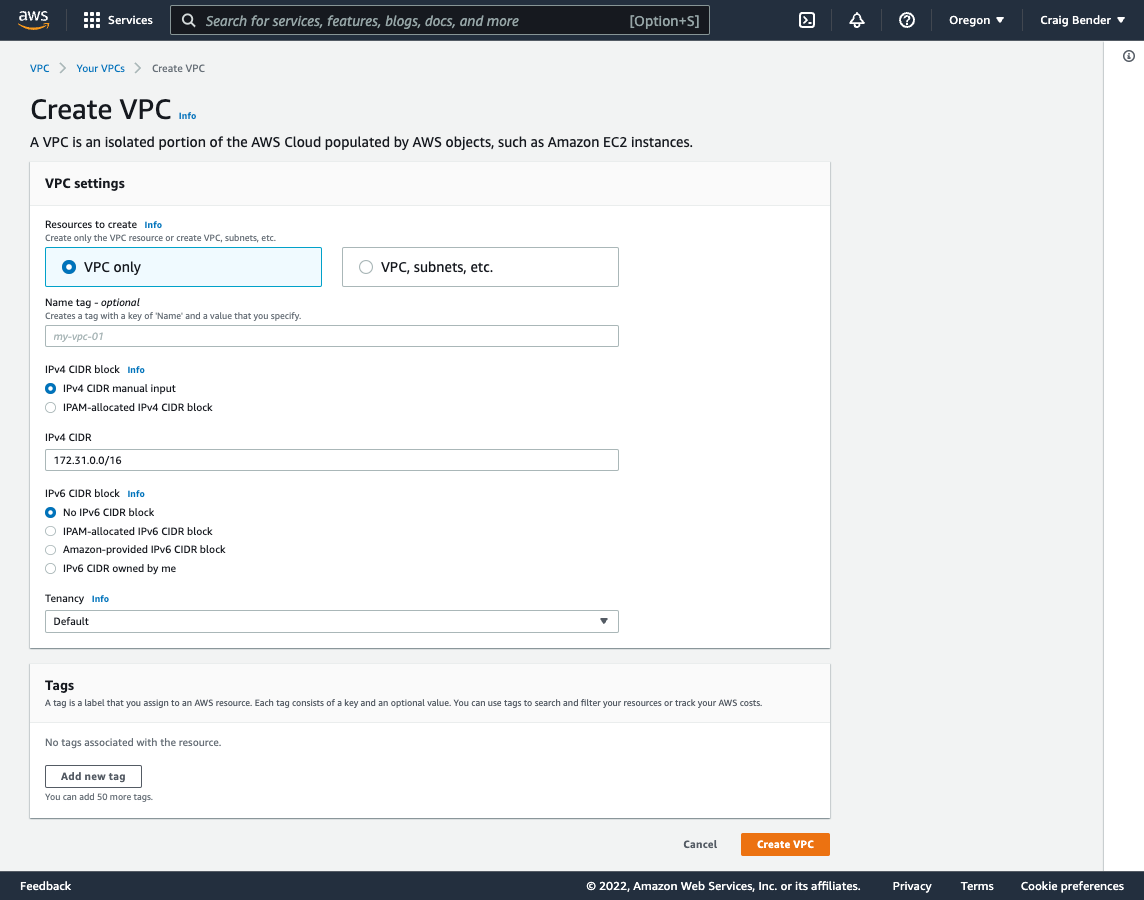 aws
Services
Search for services, features, blogs, docs, and more [Option+S]
Oregon
Craig Bender
VPC
Your VPCs
Create VPC
Create VPC Info
A VPC is an isolated portion of the AWS Cloud populated by AWS objects, such as Amazon EC2 instances.
VPC settings
Resources to create Info
Create only the VPC resource or create VPC, subnets, etc.
VPC only
VPC, subnets, etc.
Name tag - optional
Creates a tag with a key of 'Name' and a value that you specify.
my-vpc-01
IPv4 CIDR block Info
IPv4 CIDR manual input
IPAM-allocated IPv4 CIDR block
IPv4 CIDR
172.31.0.0/16
IPv6 CIDR block Info
No IPv6 CIDR block
IPAM-allocated IPv6 CIDR block
Amazon-provided IPv6 CIDR block
IPv6 CIDR owned by me
Tenancy Info
Default
Tags
A tag is a label that you assign to an AWS resource. Each tag consists of a key and an optional value. You can use tags to search and filter your resources or track your AWS costs.
No tags associated with the resource.
Add new tag
You can add 50 more tags.
Cancel
Create VPC
Feedback
© 2022, Amazon Web Services, Inc. or its affiliates.
Privacy
Terms
Cookie preferences